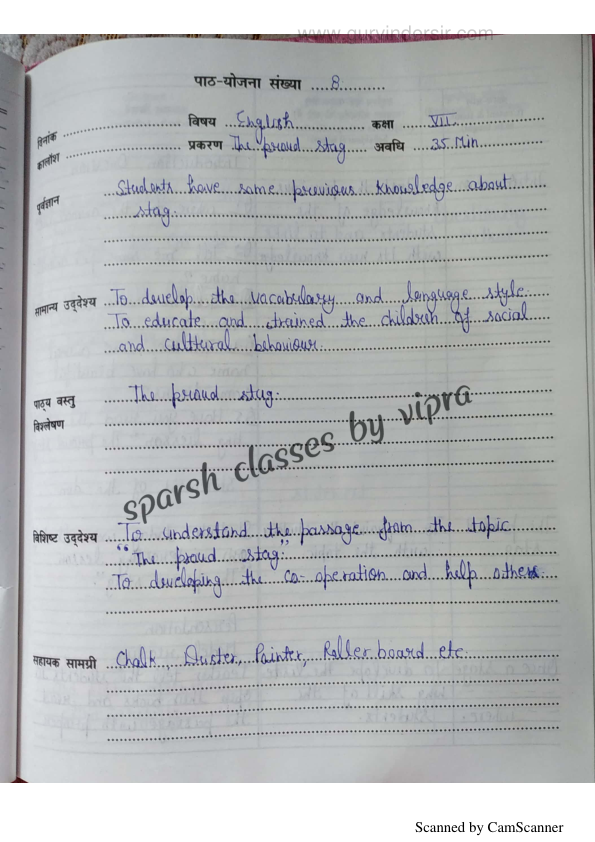 www.gurvindersir.com
पाठ-योजना संख्या ....8..........
दिनांक विषय English कक्षा VII
कालाँश प्रकरण The proud stag अवधि 35 Min
पूर्वज्ञान Students have some previous knowledge about
stag.
सामान्य उद्देश्य To develop the vacabulary and language style
To educate and trained the children of social
and culttural behaviour.
पाठ्य वस्तु The proud stag.
विश्लेषण
sparsh classes by vipra
विशिष्ट उद्देश्य To understand the passage from the topic
"The proud stag."
To developing the co-operation and help others
सहायक सामग्री Chalk, Duster, Painter, Roller board etc.
Scanned by CamScanner